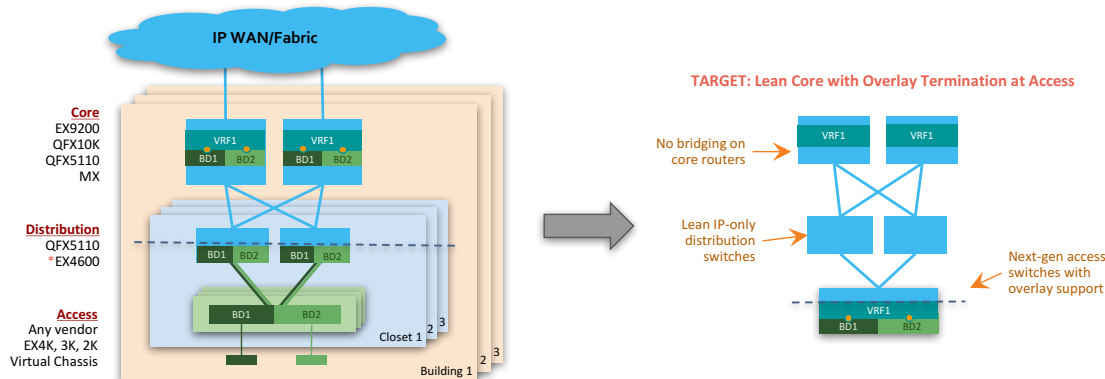 IP WAN/Fabric
Core
EX9200
QFX10K
QFX5110
MX
VRF1
BD1 BD2
VRF1
BD1 BD2
Distribution
QFX5110
*EX4600
BD1 BD2
BD1 BD2
Access
Any vendor
EX4K, 3K, 2K
Virtual Chassis
BD1 BD2
Closet 1 2 3
Building 1 2 3
TARGET: Lean Core with Overlay Termination at Access
No bridging on
core routers
VRF1
VRF1
Lean IP-only
distribution
switches
Next-gen access
switches with
overlay support
VRF1
BD1 BD2